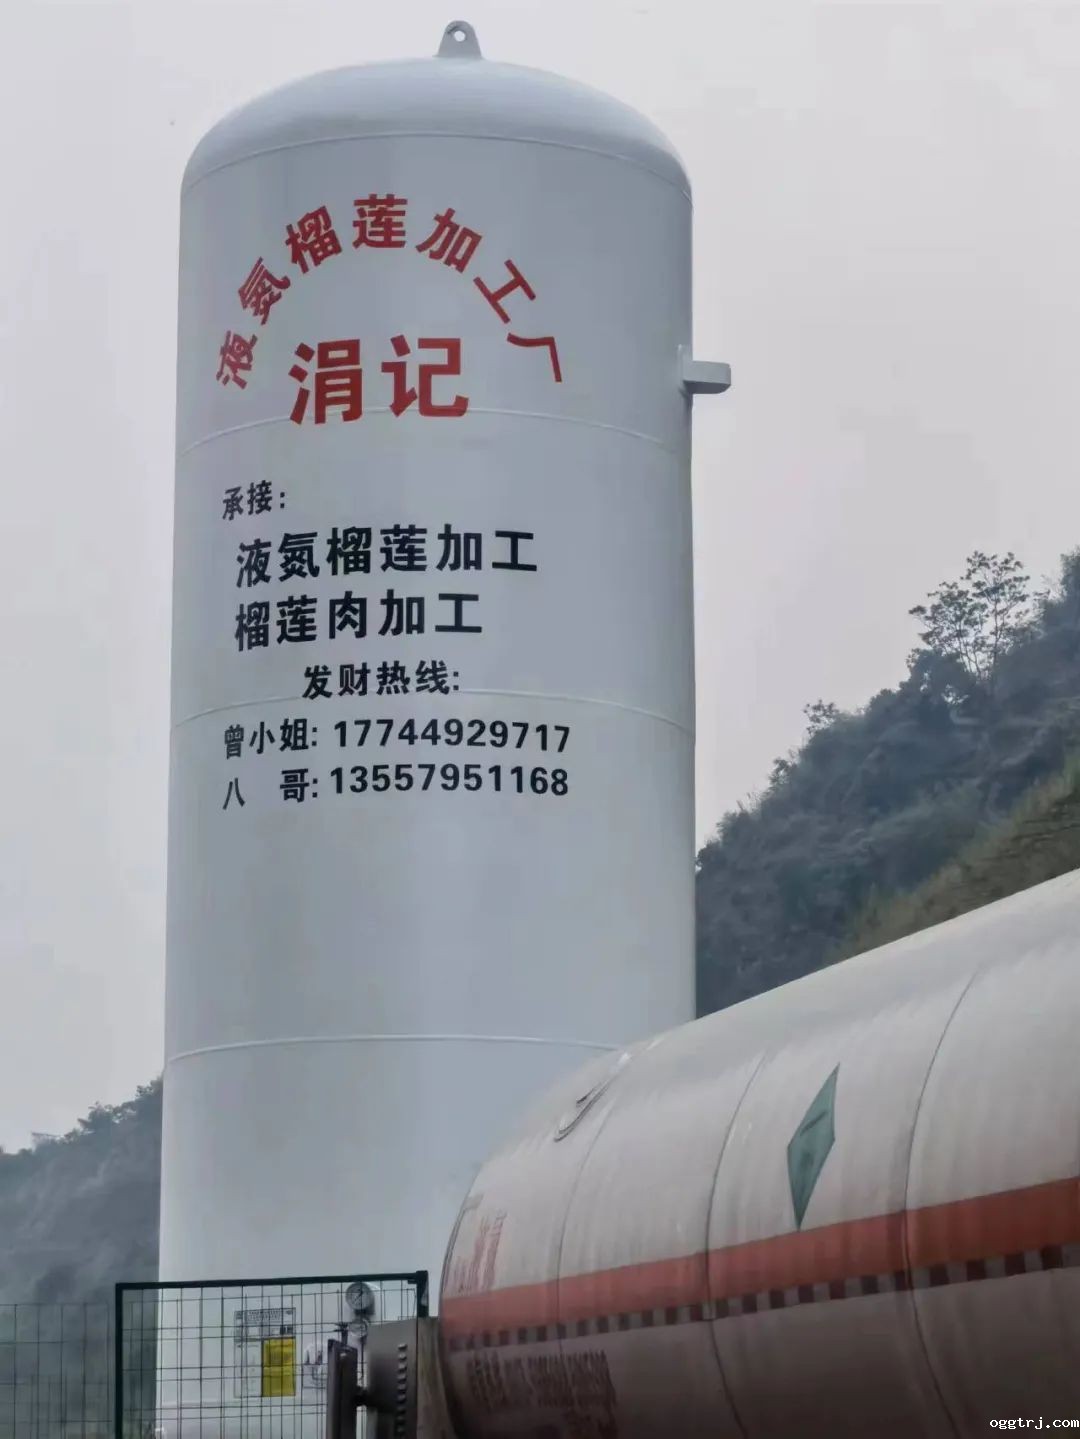 液氮榴莲加工厂
涓记
承接：
液氮榴莲加工
榴莲肉加工
发财热线:
曾小姐: 17744929717
八 哥: 13557951168
oggtrj.com